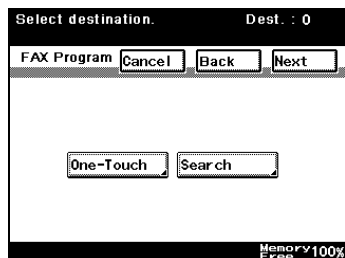 Select destination. Dest. : 0
FAX Program Cancel Back Next
One-Touch Search
Memory Free 100%